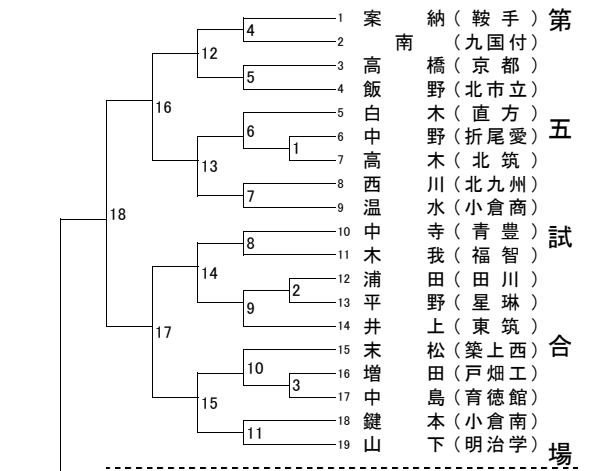 1 案 納 (鞍 手)
2 南 (九国付)
3 高 橋 (京 都)
4 飯 野 (北市立)
5 白 木 (直 方)
6 中 野 (折尾愛)
7 高 木 (北 筑)
8 西 川 (北九州)
9 温 水 (小倉商)
10 中 寺 (青 豊)
11 木 我 (福 智)
12 浦 田 (田 川)
13 平 野 (星 琳)
14 井 上 (東 筑)
15 末 松 (築上西)
16 増 田 (戸畑工)
17 中 島 (育徳館)
18 鍵 本 (小倉南)
19 山 下 (明治学)
4
5
6
1
7
8
2
9
10
3
11
12
13
14
15
16
17
18
第
五
試
合
場